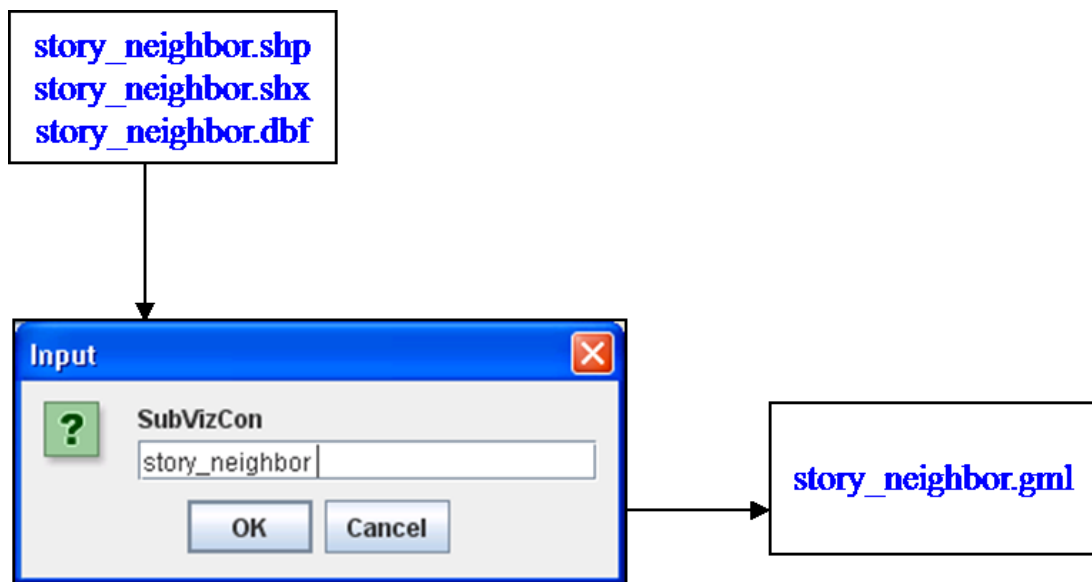 story_neighbor.shp
story_neighbor.shx
story_neighbor.dbf
Input
?
SubVizCon
story_neighbor
OK
Cancel
story_neighbor.gml